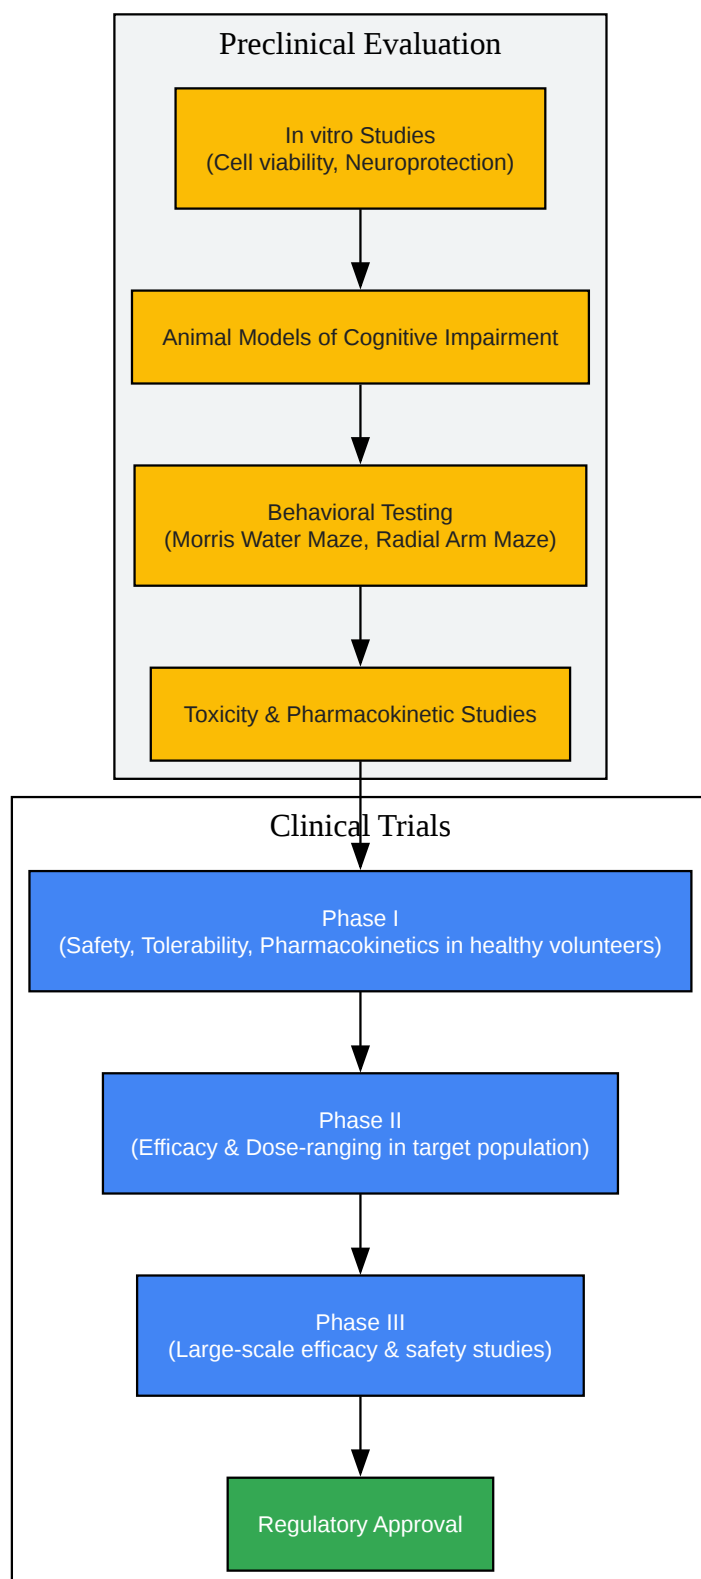 Preclinical Evaluation
In vitro Studies
(Cell viability, Neuroprotection)
Animal Models of Cognitive Impairment
Behavioral Testing
(Morris Water Maze, Radial Arm Maze)
Toxicity & Pharmacokinetic Studies
Clinical Trials
Phase I
(Safety, Tolerability, Pharmacokinetics in healthy volunteers)
Phase II
(Efficacy & Dose-ranging in target population)
Phase III
(Large-scale efficacy & safety studies)
Regulatory Approval